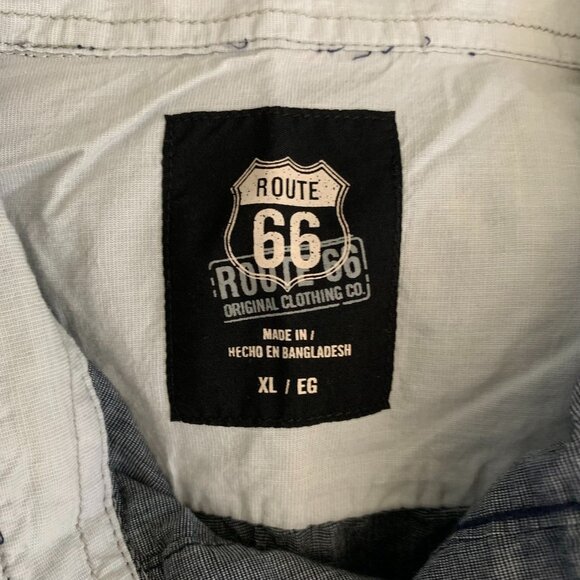 ROUTE
66
ROUTE 66
ORIGINAL CLOTHING CO.
MADE IN /
HECHO EN BANGLADESH
XL / EG